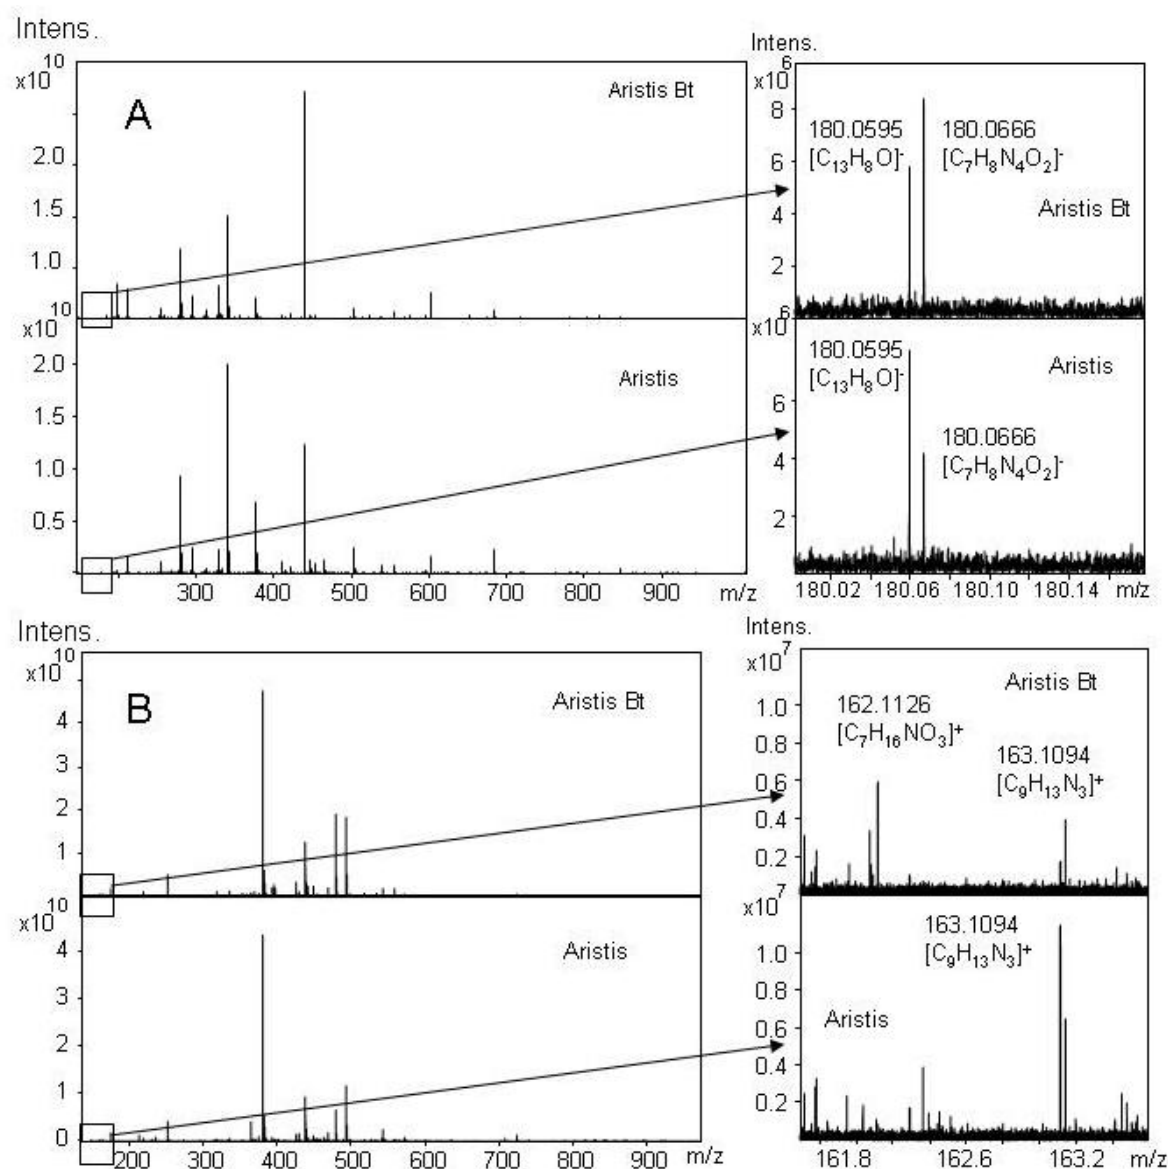 Intens.
x10^10
A
Aristis Bt
2.0
1.5
1.0
10
x10
Aristis
2.0
1.5
1.0
0.5
300 400 500 600 700 800 900 m/z
Intens.
x10^6
180.0595
[C13H8O]-
180.0666
[C7H8N4O2]-
Aristis Bt
8
6
4
2
6
x10
180.0595
[C13H8O]-
Aristis
180.0666
[C7H8N4O2]-
6
4
2
180.02 180.06 180.10 180.14 m/z
Intens.
x10^10
B
Aristis Bt
4
3
2
1
x10^10
Aristis
4
3
2
1
0
200 300 400 500 600 700 800 900 m/z
Intens.
x10^7
Aristis Bt
162.1126
[C7H16NO3]+
163.1094
[C9H13N3]+
1.0
0.8
0.6
0.4
0.2
x10^7
163.1094
[C9H13N3]+
Aristis
1.0
0.8
0.6
0.4
0.2
161.8 162.6 163.2 m/z